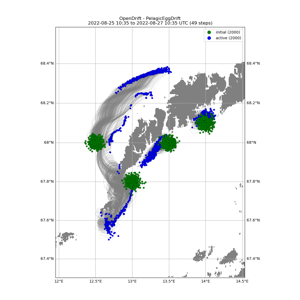 OpenDrift - PelagicEggDrift
2022-08-25 10:35 to 2022-08-27 10:35 UTC (49 steps)
initial (2000)
active (2000)
68.4°N 68.4°N
68.2°N 68.2°N
68°N 68°N
67.8°N 67.8°N
67.6°N 67.6°N
67.4°N 67.4°N
12°E 12.5°E 13°E 13.5°E 14°E 14.5°E